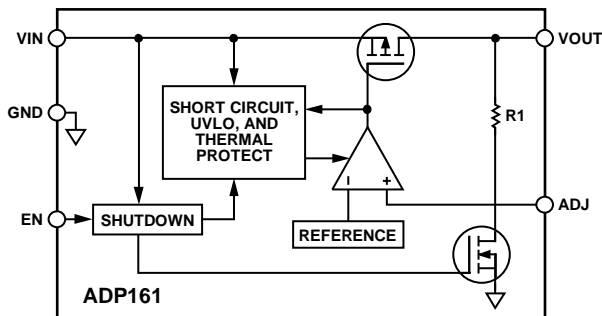 VIN
VOUT
GND
SHORT CIRCUIT,
UVLO, AND
THERMAL
PROTECT
R1
–
+
ADJ
EN
SHUTDOWN
REFERENCE
ADP161